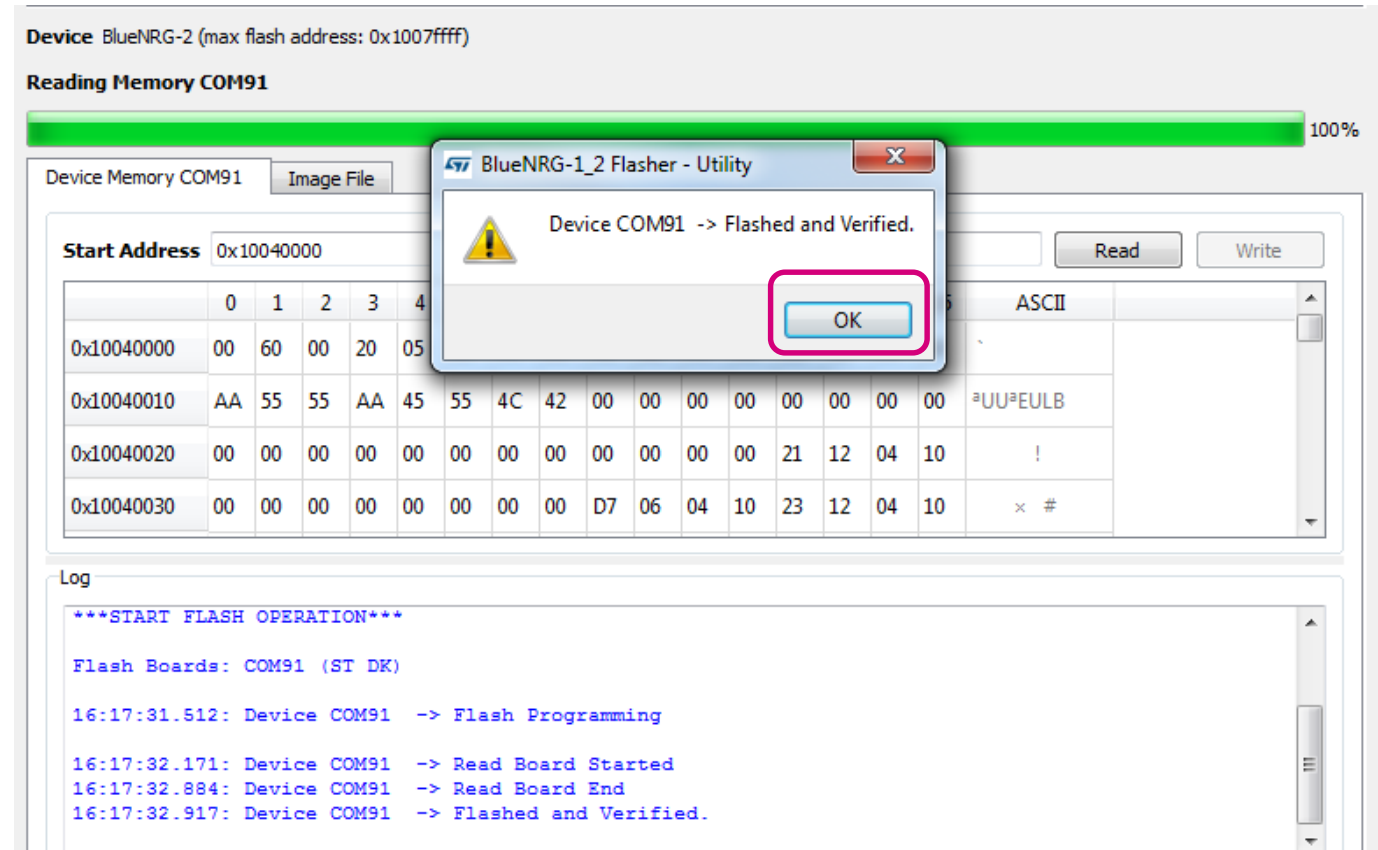 Device BlueNRG-2 (max flash address: 0x1007ffff)
Reading Memory COM91
100%
Device Memory COM91 Image File
BlueNRG-1_2 Flasher - Utility
Device COM91 -> Flashed and Verified.
OK
Start Address 0x10040000 Read Write
0 1 2 3 4 ASCII
0x10040000 00 60 00 20 05 `
0x10040010 AA 55 55 AA 45 55 4C 42 00 00 00 00 00 00 00 00 ªUUªEULB
0x10040020 00 00 00 00 00 00 00 00 00 00 00 00 21 12 04 10 !
0x10040030 00 00 00 00 00 00 00 00 D7 06 04 10 23 12 04 10 × #
Log
***START FLASH OPERATION***
Flash Boards: COM91 (ST DK)
16:17:31.512: Device COM91 -> Flash Programming
16:17:32.171: Device COM91 -> Read Board Started
16:17:32.884: Device COM91 -> Read Board End
16:17:32.917: Device COM91 -> Flashed and Verified.